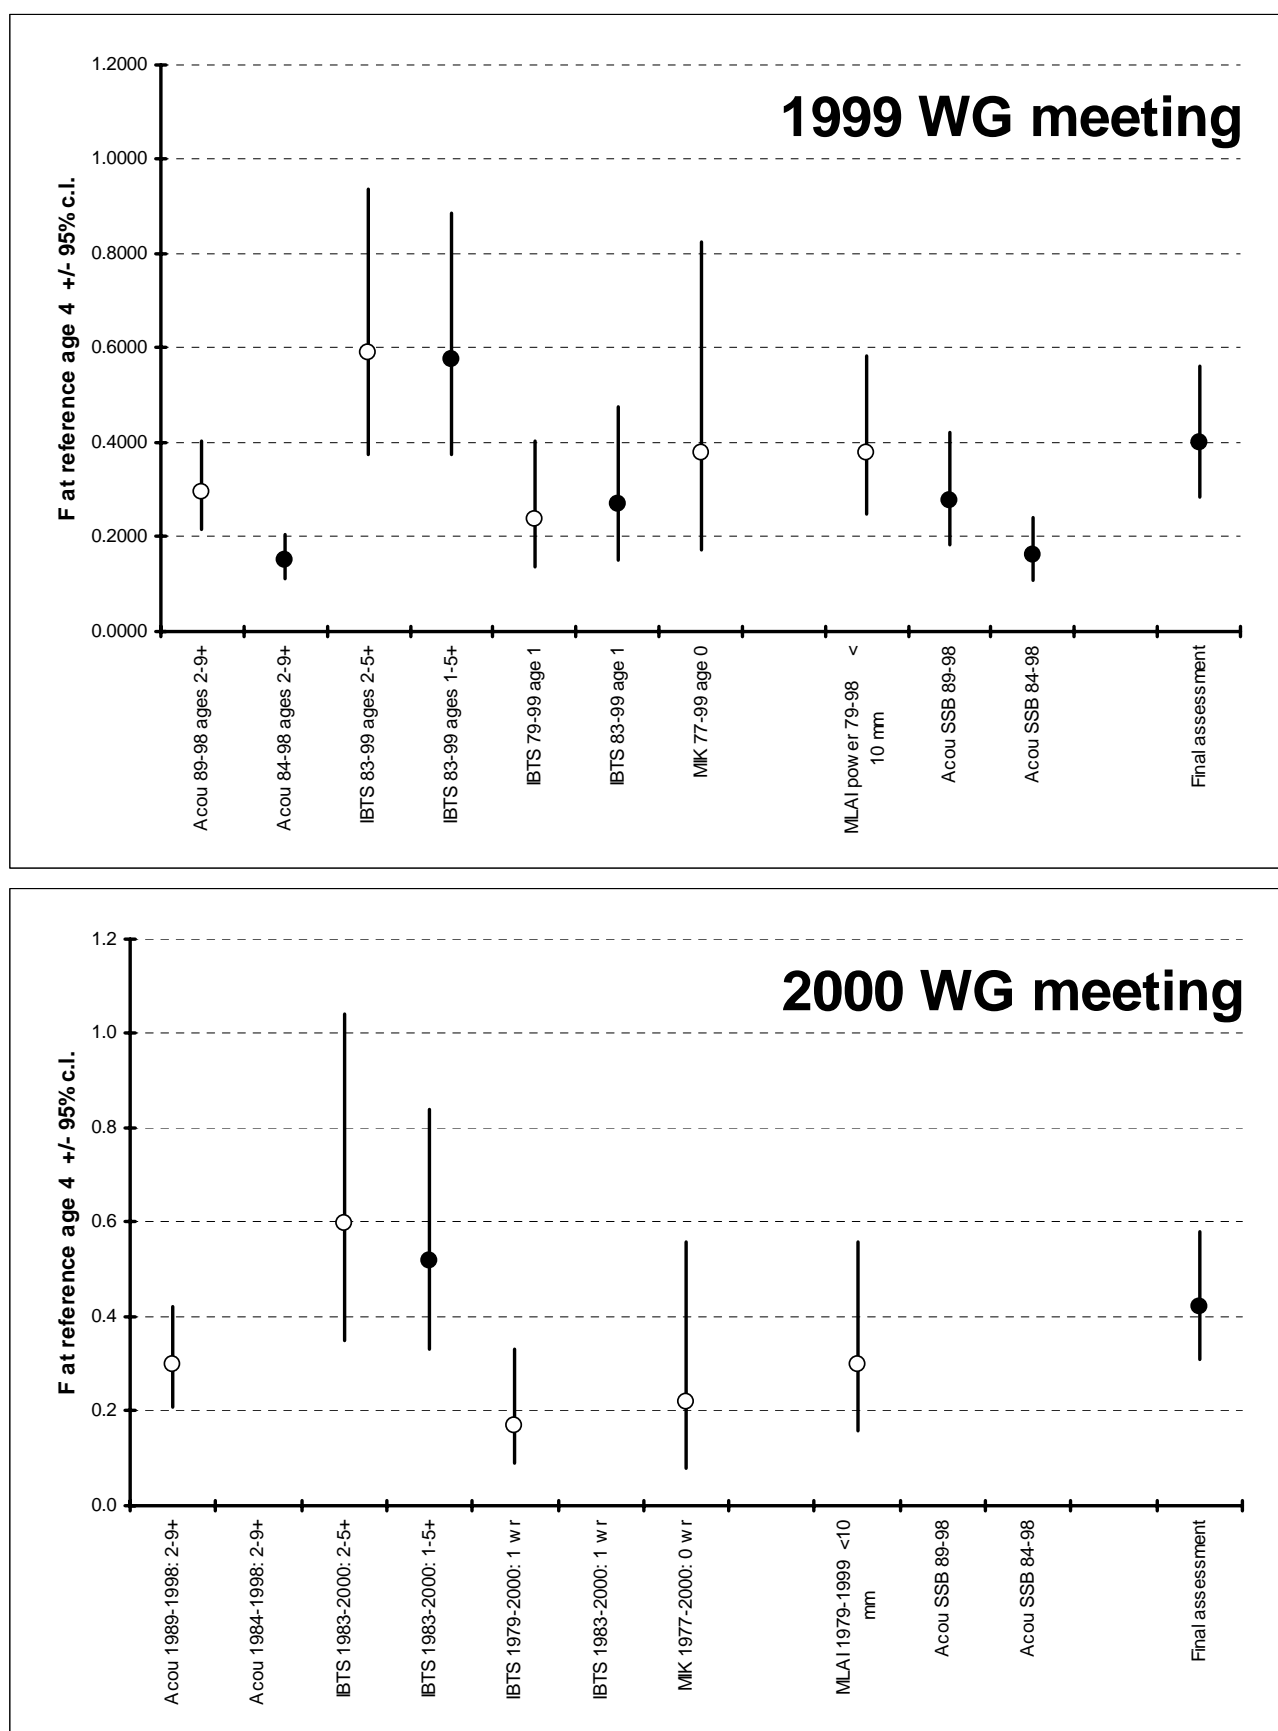 1999 WG meeting
F at reference age 4 +/- 95% c.l.
1.2000
1.0000
0.8000
0.6000
0.4000
0.2000
0.0000
Acou 89-98 ages 2-9+
Acou 84-98 ages 2-9+
IBTS 83-99 ages 2-5+
IBTS 83-99 ages 1-5+
IBTS 79-99 age 1
IBTS 83-99 age 1
MIK 77-99 age 0
MLAI power 79-98 <
10 mm
Acou SSB 89-98
Acou SSB 84-98
Final assessment
2000 WG meeting
F at reference age 4 +/- 95% c.l.
1.2
1.0
0.8
0.6
0.4
0.2
0.0
Acou 1989-1998: 2-9+
Acou 1984-1998: 2-9+
IBTS 1983-2000: 2-5+
IBTS 1983-2000: 1-5+
IBTS 1979-2000: 1 wr
IBTS 1983-2000: 1 wr
MIK 1977-2000: 0 wr
MLAI 1979-1999 <10
mm
Acou SSB 89-98
Acou SSB 84-98
Final assessment